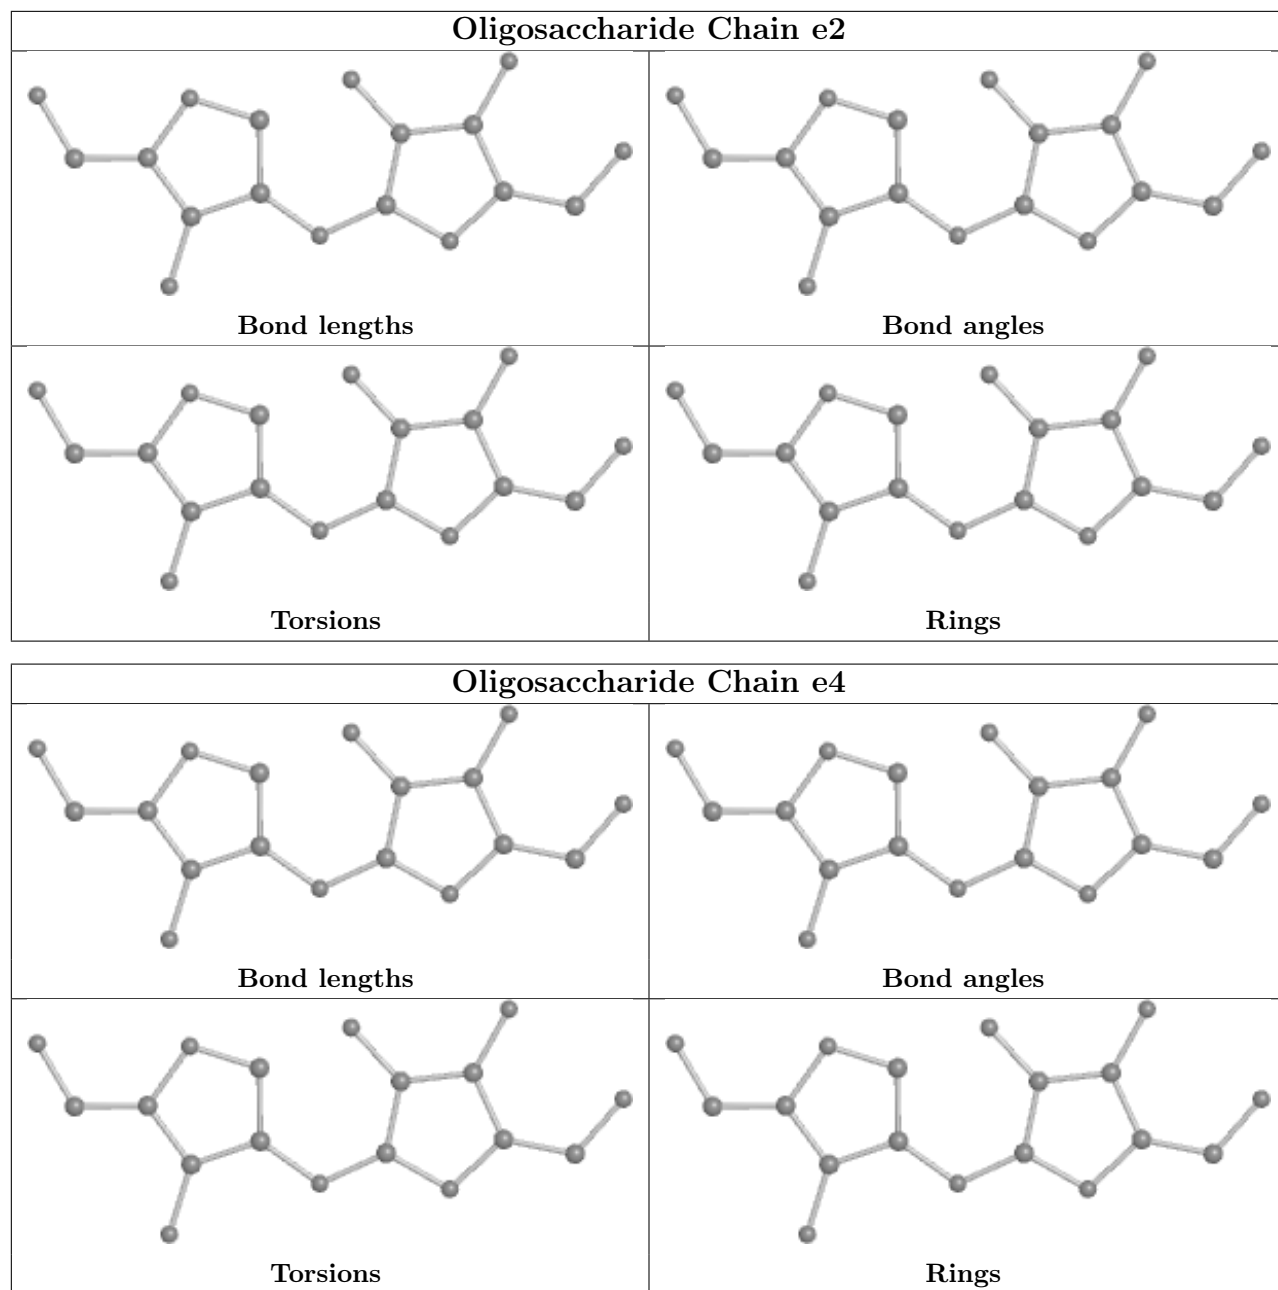 Oligosaccharide Chain e2
Bond lengths
Bond angles
Torsions
Rings
Oligosaccharide Chain e4
Bond lengths
Bond angles
Torsions
Rings